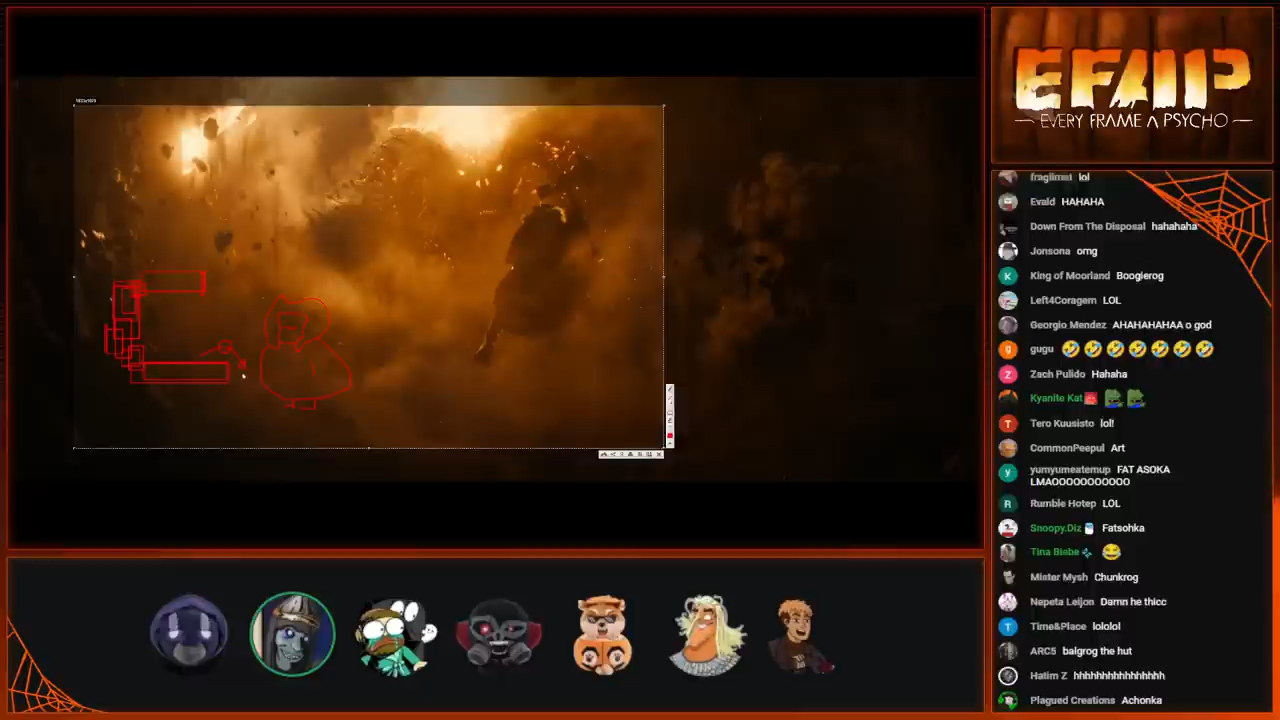 EFAP
EVERY FRAME A PSYCHO
fragiimai lol
Evald HAHAHA
Down From The Disposal hahahaha
Jonsona omg
K King of Moorland Boogierog
Left4Coragem LOL
Georgio Mendez AHAHAHAHAA o god
g gugu
Z Zach Pulido Hahaha
Kyanite Kat
T Tero Kuusisto lol!
CommonPeepul Art
y yumyumeatemup FAT ASOKA
LMAOOOOOOOOOOO
R Rumble Hotep LOL
Snoopy.Diz Fatsohka
Tina Biebe
Mister Mysh Chunkrog
Nepeta Leijon Damn he thicc
T Time&Place lololol
ARC5 balgrog the hut
Hatim Z hhhhhhhhhhhhhhhhh
Plagued Creations Achonka